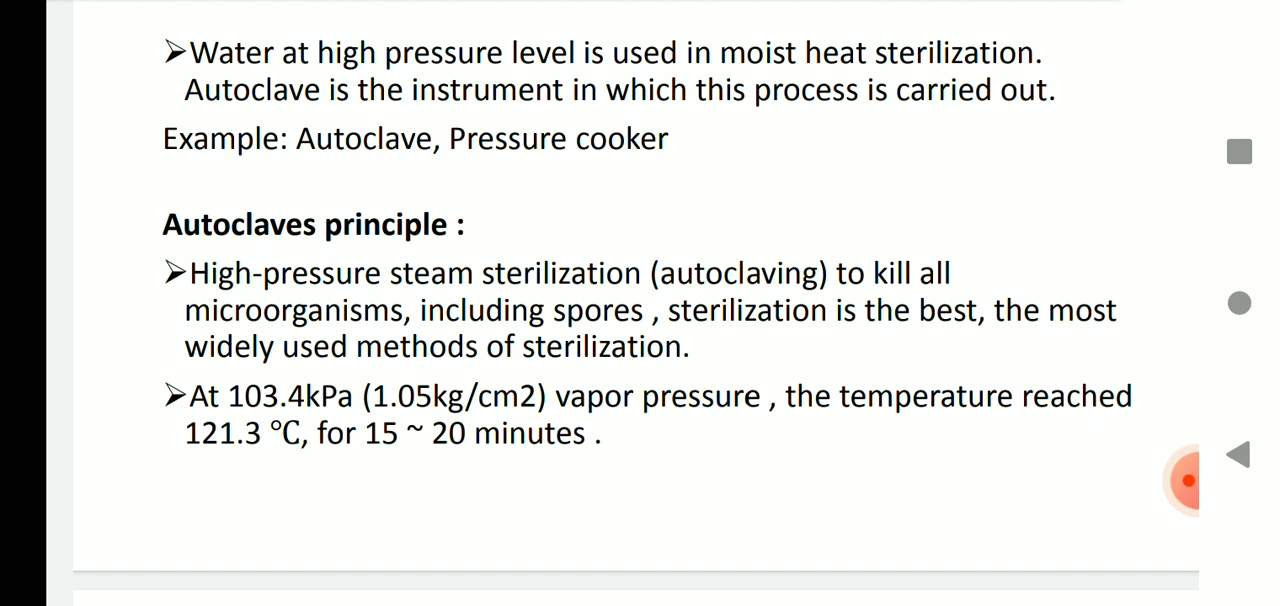 ➢Water at high pressure level is used in moist heat sterilization.
Autoclave is the instrument in which this process is carried out.
Example: Autoclave, Pressure cooker
Autoclaves principle :
➢High-pressure steam sterilization (autoclaving) to kill all
microorganisms, including spores , sterilization is the best, the most
widely used methods of sterilization.
➢At 103.4kPa (1.05kg/cm2) vapor pressure , the temperature reached
121.3 ℃, for 15 ~ 20 minutes .